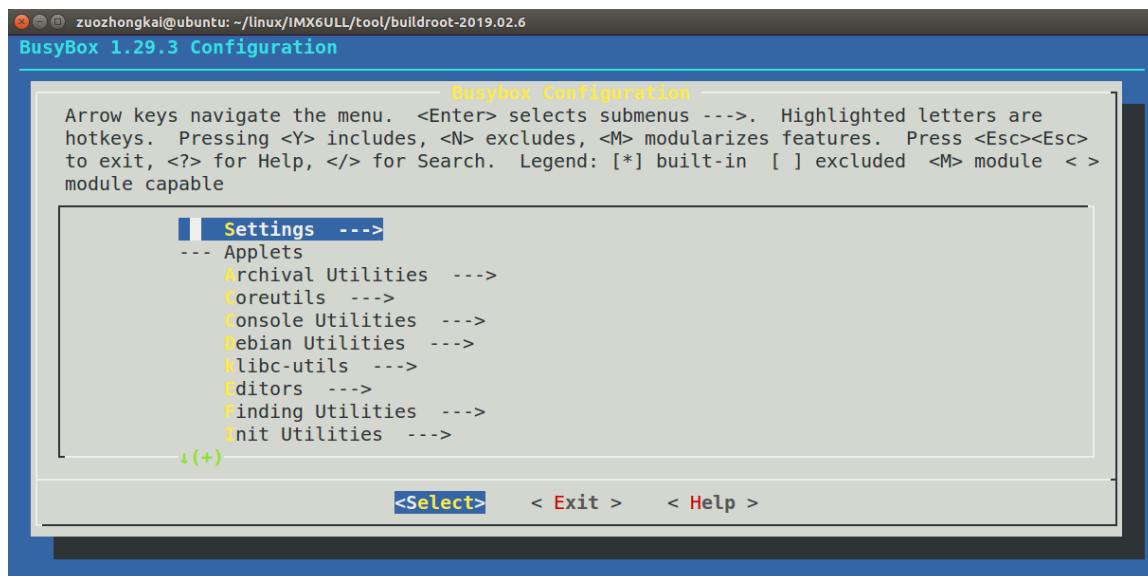 zuozhongkai@ubuntu: ~/linux/IMX6ULL/tool/buildroot-2019.02.6
BusyBox 1.29.3 Configuration
Busybox Configuration
Arrow keys navigate the menu.  <Enter> selects submenus --->.  Highlighted letters are
hotkeys.  Pressing <Y> includes, <N> excludes, <M> modularizes features.  Press <Esc><Esc>
to exit, <?> for Help, </> for Search.  Legend: [*] built-in  [ ] excluded  <M> module  < >
module capable
Settings  --->
--- Applets
Archival Utilities  --->
Coreutils  --->
Console Utilities  --->
Debian Utilities  --->
klibc-utils  --->
Editors  --->
Finding Utilities  --->
Init Utilities  --->
↓(+)
<Select>    < Exit >    < Help >